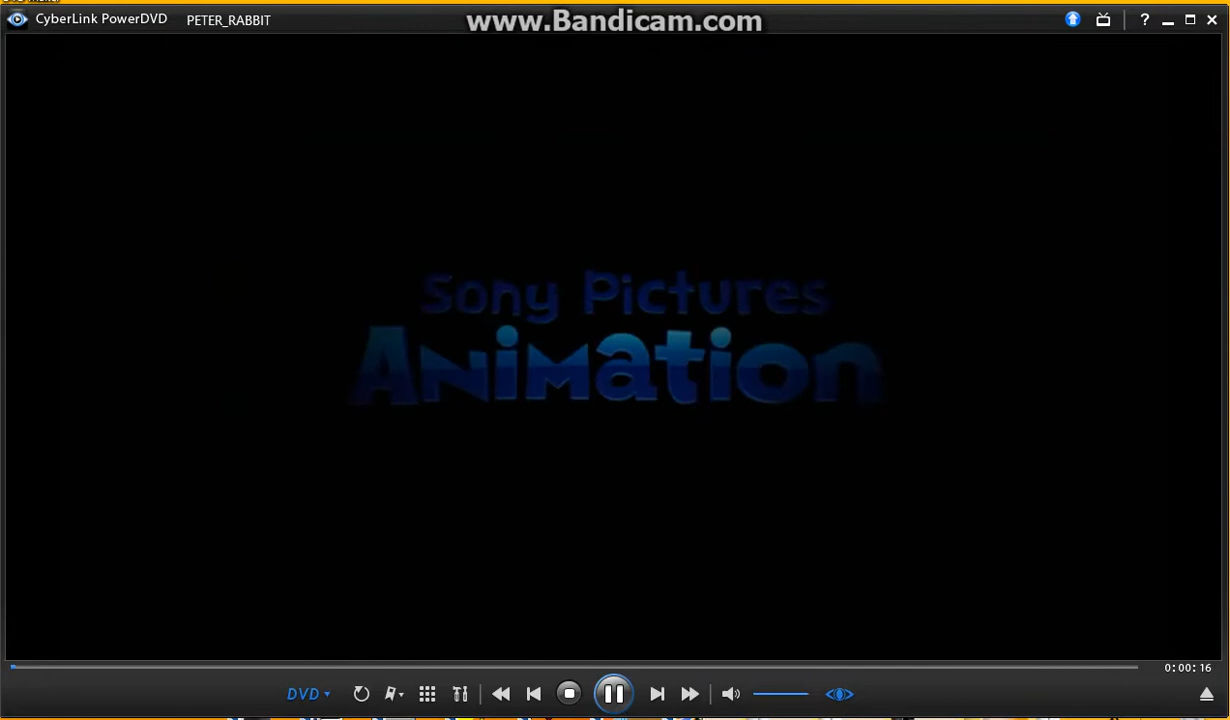 CyberLink PowerDVD PETER_RABBIT www.Bandicam.com ?
Sony Pictures
Animation
0:00:16
DVD